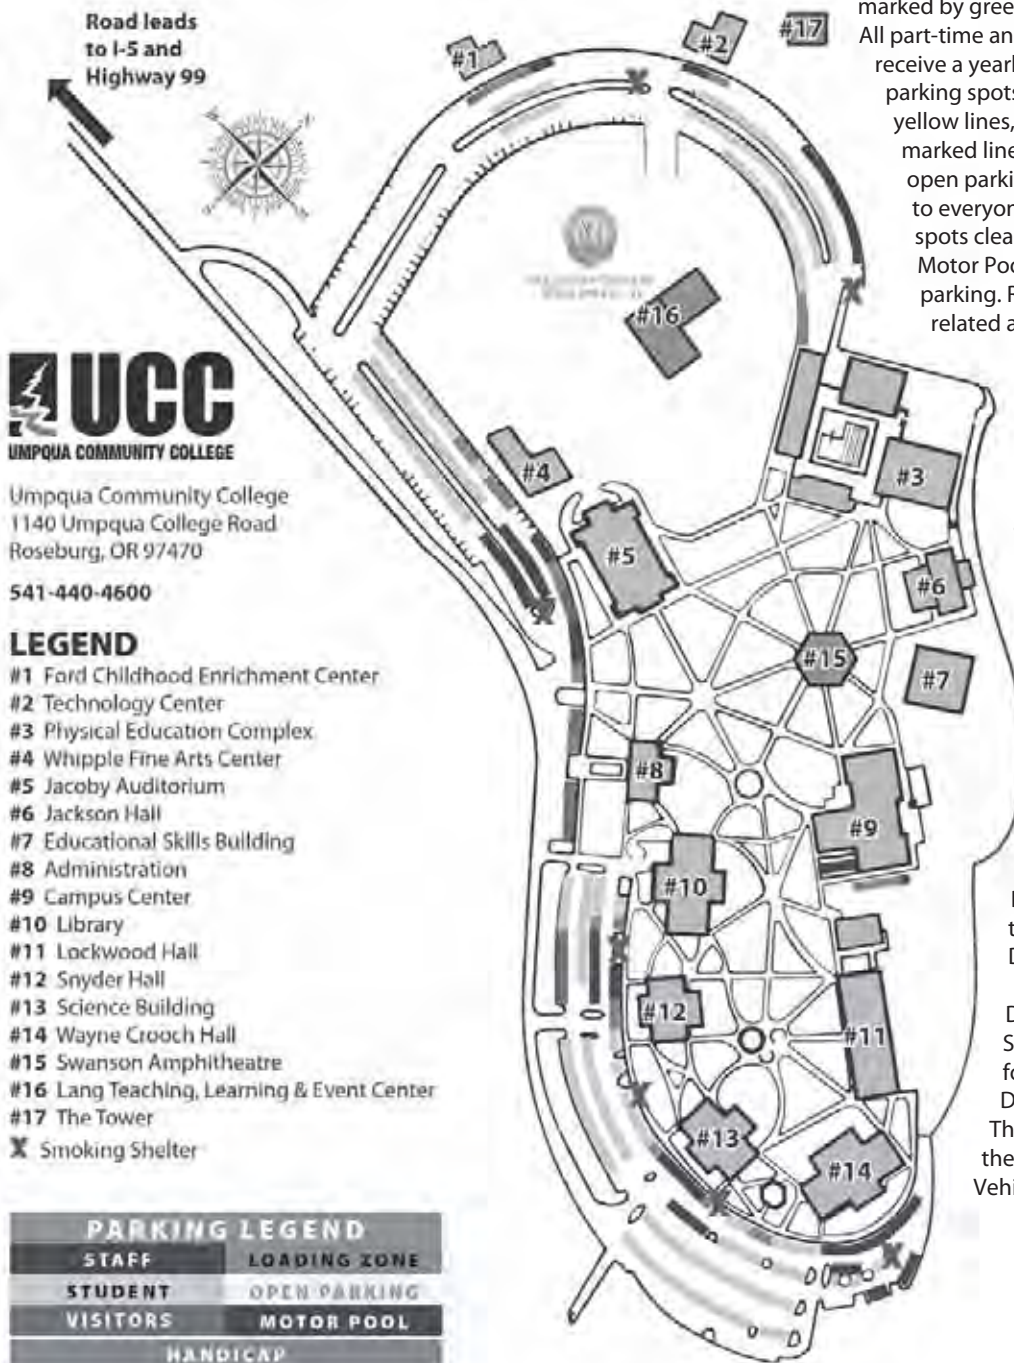 Road leads
to I-5 and
Highway 99
UCC
UMPQUA COMMUNITY COLLEGE
Umpqua Community College
1140 Umpqua College Road
Roseburg, OR 97470
541-440-4600
LEGEND
#1 Ford Childhood Enrichment Center
#2 Technology Center
#3 Physical Education Complex
#4 Whipple Fine Arts Center
#5 Jacoby Auditorium
#6 Jackson Hall
#7 Educational Skills Building
#8 Administration
#9 Campus Center
#10 Library
#11 Lockwood Hall
#12 Snyder Hall
#13 Science Building
#14 Wayne Crooch Hall
#15 Swanson Amphitheatre
#16 Lang Teaching, Learning & Event Center
#17 The Tower
X Smoking Shelter
PARKING LEGEND
STAFF LOADING ZONE
STUDENT OPEN PARKING
VISITORS MOTOR POOL
HANDICAP
#1
#2
#17
#16
#4
#3
#5
#6
#15
#7
#8
#9
#10
#12
#11
#13
#14
marked by gree
All part-time an
receive a yearl
parking spots
yellow lines,
marked line
open parki
to everyon
spots clea
Motor Poo
parking. F
related a
t
D
D
S
fo
D
Th
the
Vehi